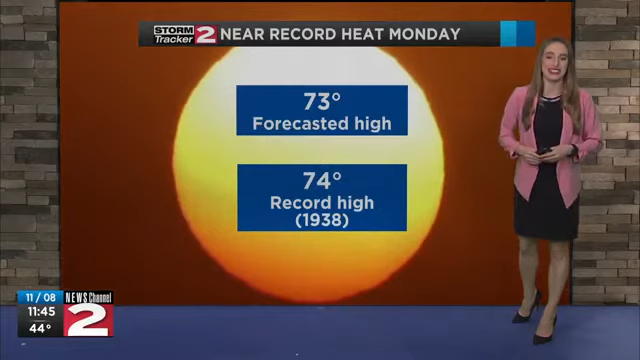 STORM
Tracker 2 NEAR RECORD HEAT MONDAY
73°
Forecasted high
74°
Record high
(1938)
11/08
11:45
44°
NEWS Channel
2